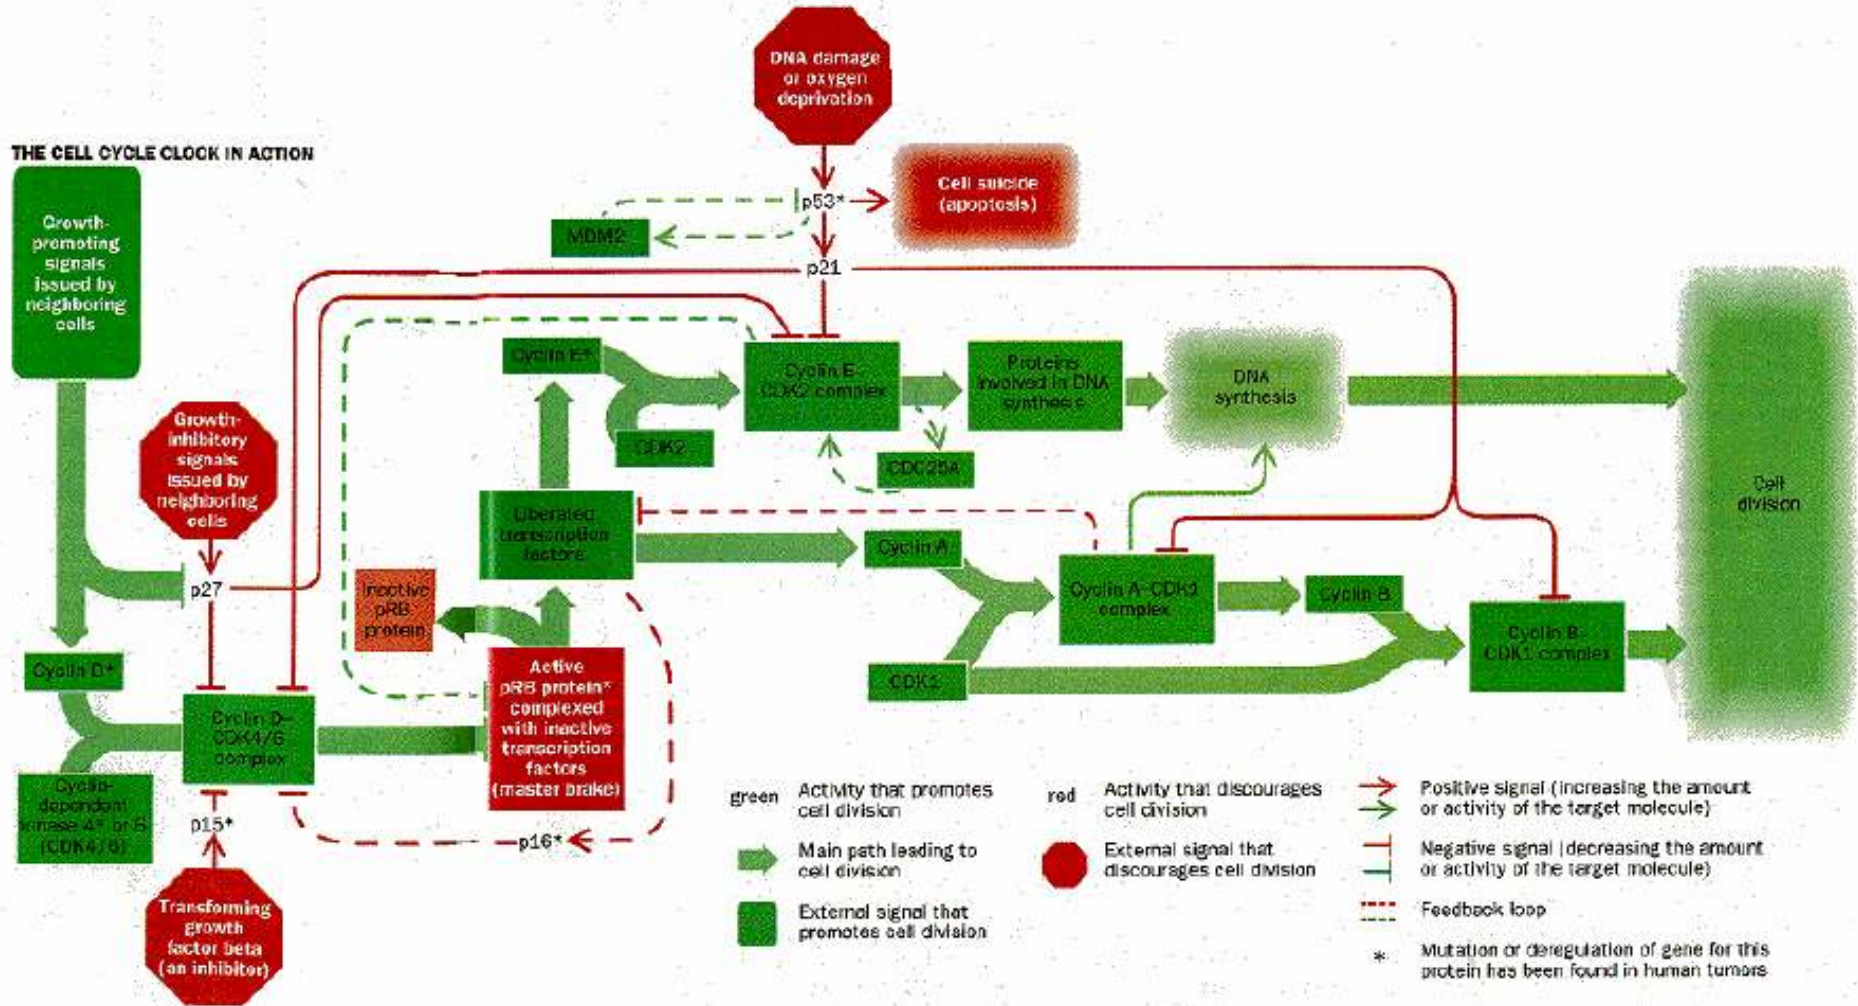 DNA damage
or oxygen
deprivation
THE CELL CYCLE CLOCK IN ACTION
Growth-
promoting
signals
issued by
neighboring
cells
Cell suicide
(apoptosis)
p53*
MDM2
p21
Growth-
inhibitory
signals
issued by
neighboring
cells
Cyclin E*
CDK2
Cyclin E–
CDK2 complex
Proteins
involved in DNA
synthesis
DNA
synthesis
CDC25A
Cell
division
Liberated
transcription
factors
Cyclin A
p27
Inactive
pRB
protein
Cyclin A–CDK1
complex
Cyclin B
Cyclin B–
CDK1 complex
CDK1
Cyclin D*
Active
pRB protein*
complexed
with inactive
transcription
factors
(master brake)
Cyclin D–
CDK4/6
complex
Cyclin-
dependent
kinase 4* or 6
(CDK4/6)
p15*
p16*
Transforming
growth
factor beta
(an inhibitor)
green Activity that promotes
cell division
Main path leading to
cell division
External signal that
promotes cell division
red Activity that discourages
cell division
External signal that
discourages cell division
Positive signal (increasing the amount
or activity of the target molecule)
Negative signal (decreasing the amount
or activity of the target molecule)
Feedback loop
* Mutation or deregulation of gene for this
protein has been found in human tumors